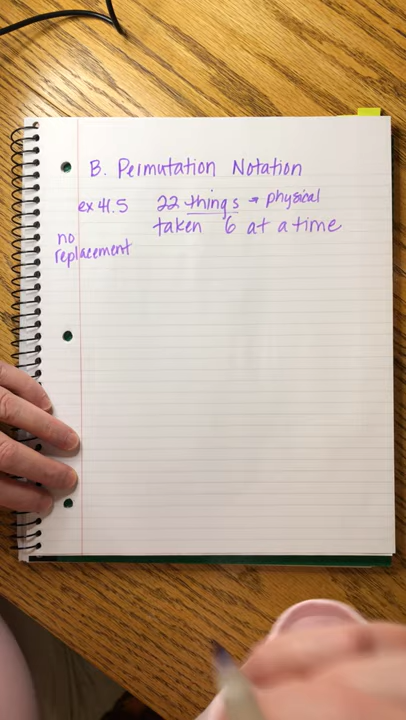 B. Permutation Notation
ex 41.5 22 things → physical
taken 6 at a time
no
replacement